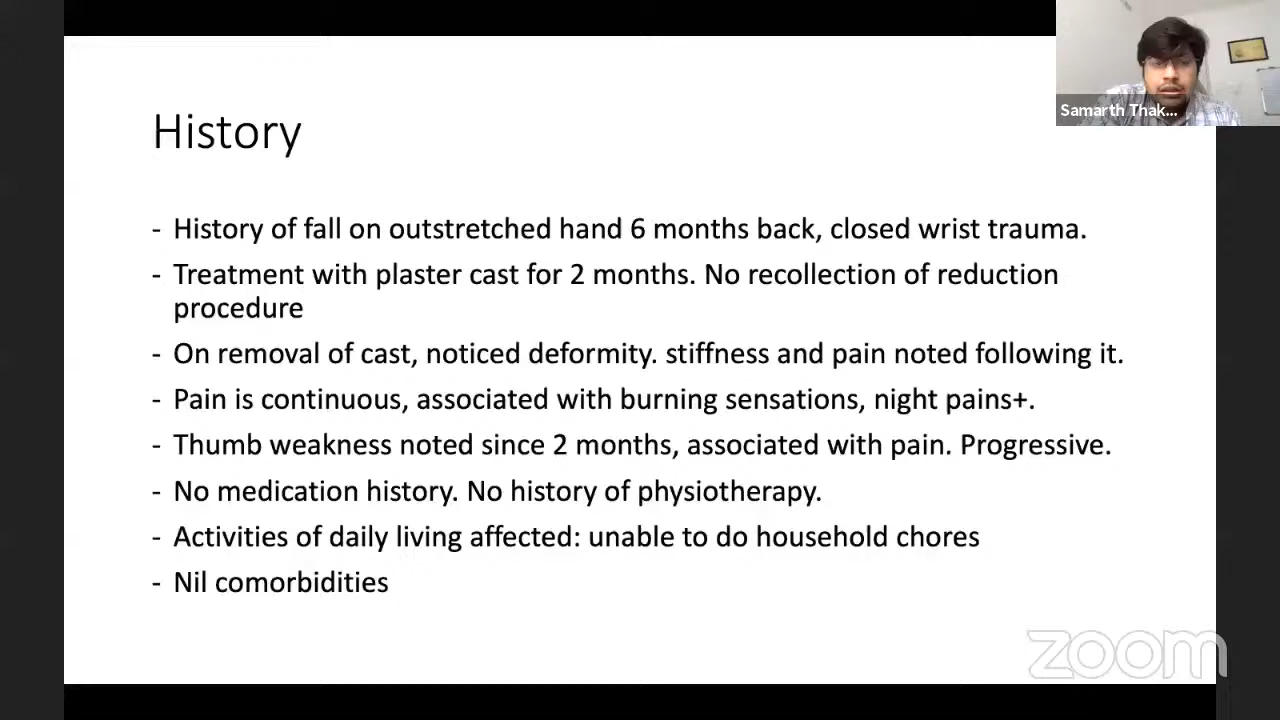 Samarth Thak...
History
- History of fall on outstretched hand 6 months back, closed wrist trauma.
- Treatment with plaster cast for 2 months. No recollection of reduction
procedure
- On removal of cast, noticed deformity. stiffness and pain noted following it.
- Pain is continuous, associated with burning sensations, night pains+.
- Thumb weakness noted since 2 months, associated with pain. Progressive.
- No medication history. No history of physiotherapy.
- Activities of daily living affected: unable to do household chores
- Nil comorbidities
zoom